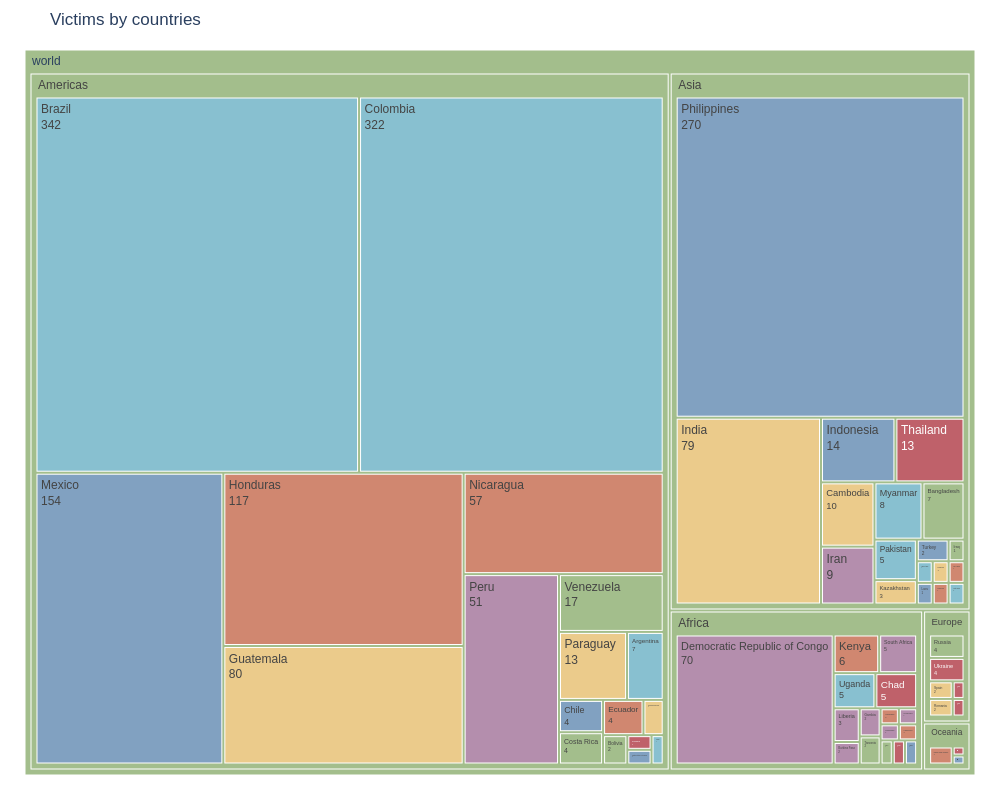 Victims by countries
world
Americas
Brazil
342
Colombia
322
Mexico
154
Honduras
117
Guatemala
80
Nicaragua
57
Peru
51
Venezuela
17
Paraguay
13
Argentina
7
Chile
4
Ecuador
4
Costa Rica
4
Bolivia
2
Asia
Philippines
270
India
79
Indonesia
14
Thailand
13
Cambodia
10
Iran
9
Myanmar
8
Bangladesh
7
Pakistan
5
Kazakhstan
3
Turkey
Africa
Democratic Republic of Congo
70
Kenya
6
South Africa
5
Uganda
5
Chad
5
Liberia
3
Europe
Russia
4
Ukraine
4
Oceania